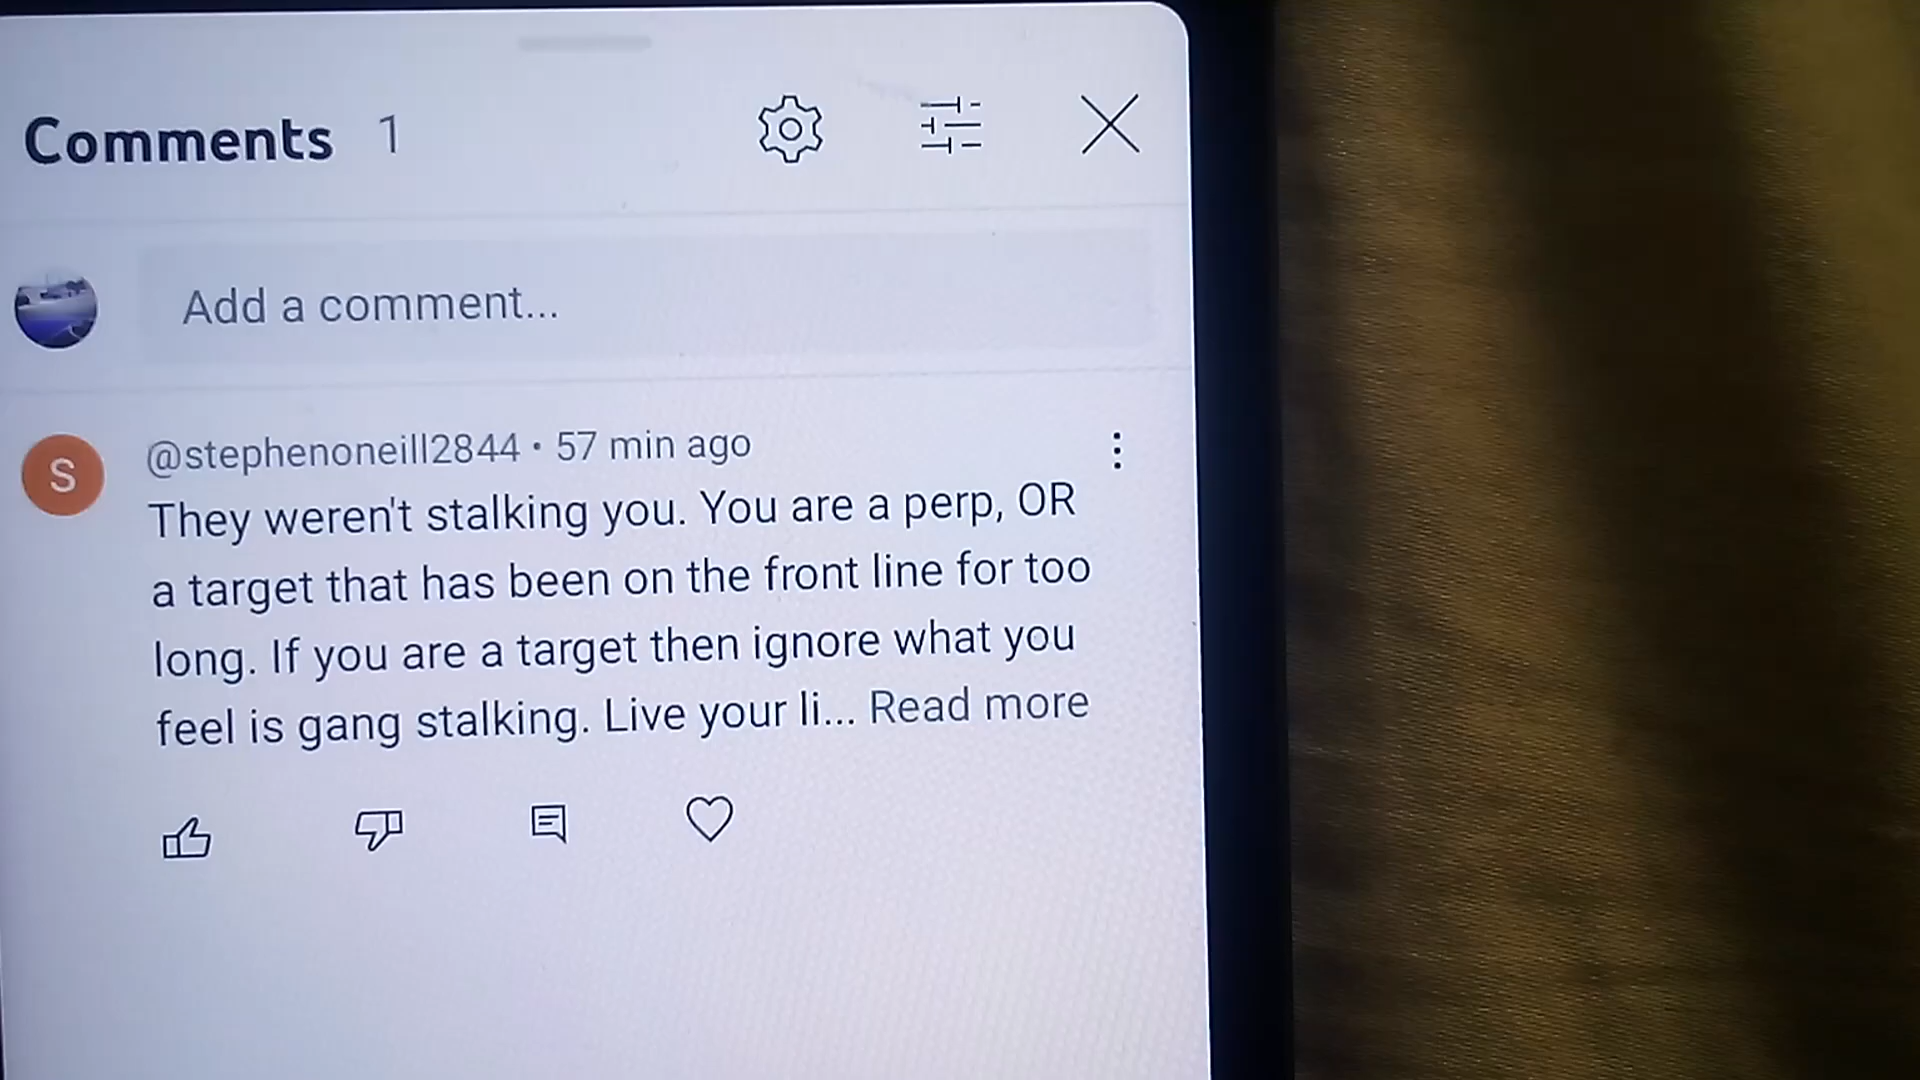 Comments 1
Add a comment...
S
@stephenoneill2844 • 57 min ago
They weren't stalking you. You are a perp, OR
a target that has been on the front line for too
long. If you are a target then ignore what you
feel is gang stalking. Live your li... Read more